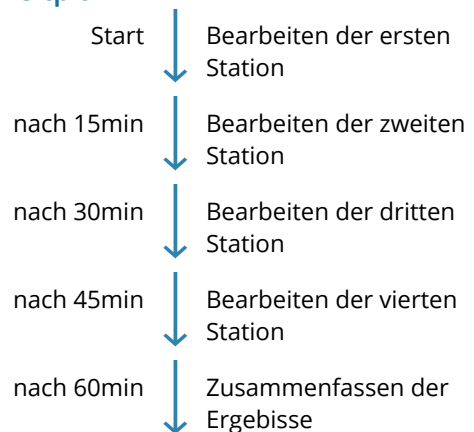 Start
Bearbeiten der ersten
Station
nach 15min
Bearbeiten der zweiten
Station
nach 30min
Bearbeiten der dritten
Station
nach 45min
Bearbeiten der vierten
Station
nach 60min
Zusammenfassen der
Ergebisse